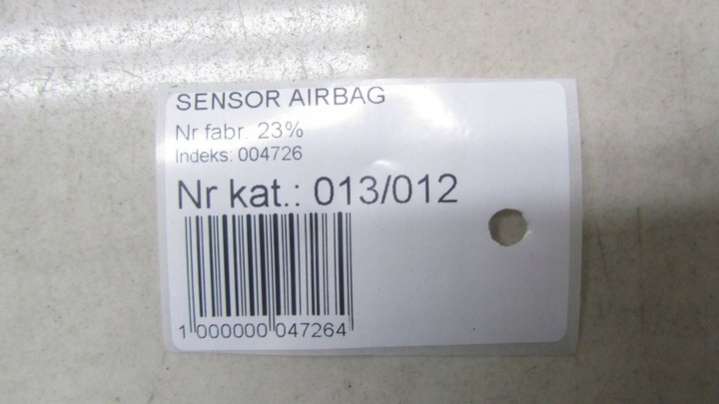 SENSOR AIRBAG
Nr fabr. 23%
Indeks: 004726
Nr kat.: 013/012
1 000000 047264